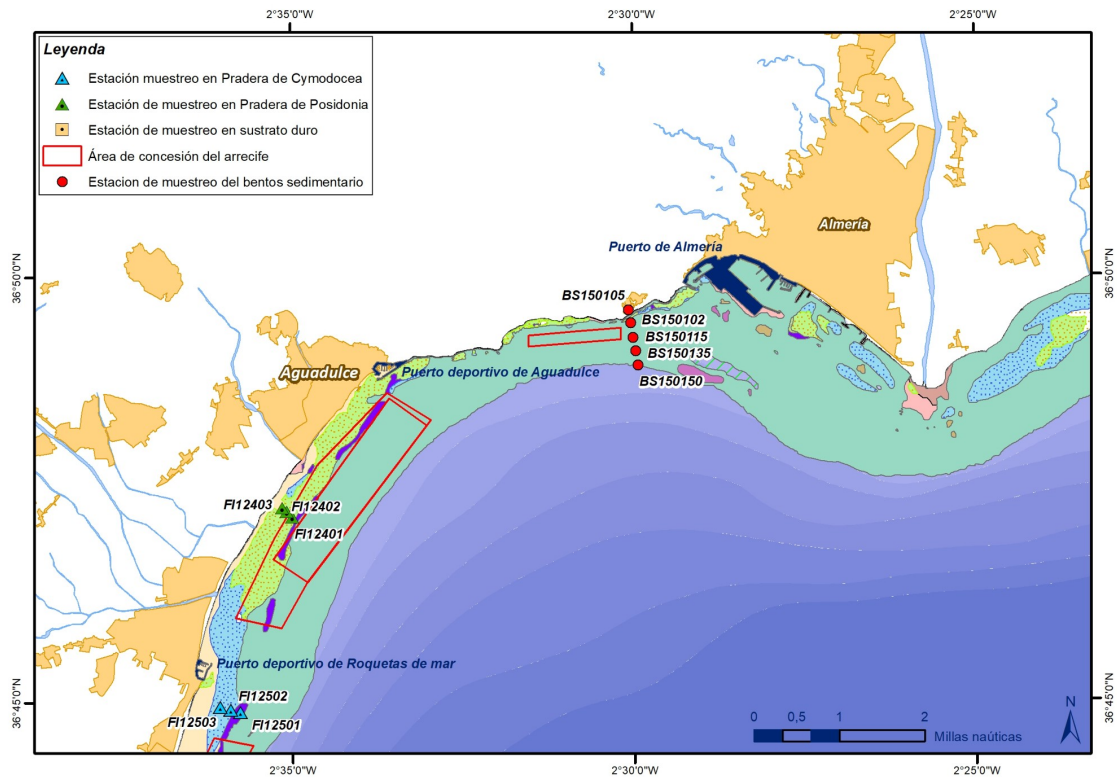 2°35'0"W
2°30'0"W
2°25'0"W
Leyenda
Estación muestreo en Pradera de Cymodocea
Estación de muestreo en Pradera de Posidonia
Estación de muestreo en sustrato duro
Área de concesión del arrecife
Estacion de muestreo del bentos sedimentario
Almería
Puerto de Almería
36°50'0"N
36°50'0"N
BS150105
BS150102
BS150115
BS150135
BS150150
Aguadulce
Puerto deportivo de Aguadulce
FI12403
FI12402
FI12401
Puerto deportivo de Roquetas de mar
FI12502
FI12503
FI12501
36°45'0"N
36°45'0"N
N
0
0,5
1
2
Millas naúticas
2°35'0"W
2°30'0"W
2°25'0"W